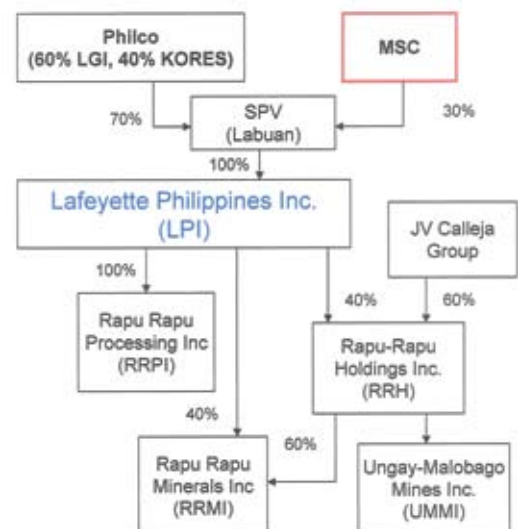 Philco
(60% LGI, 40% KORES)
MSC
70%
SPV
(Labuan)
30%
100%
Lafeyette Philippines Inc.
(LPI)
JV Calleja
Group
100%
40%
60%
Rapu Rapu
Processing Inc
(RRPI)
Rapu-Rapu
Holdings Inc.
(RRH)
40%
60%
Rapu Rapu
Minerals Inc
(RRMI)
Ungay-Malobago
Mines Inc.
(UMMI)